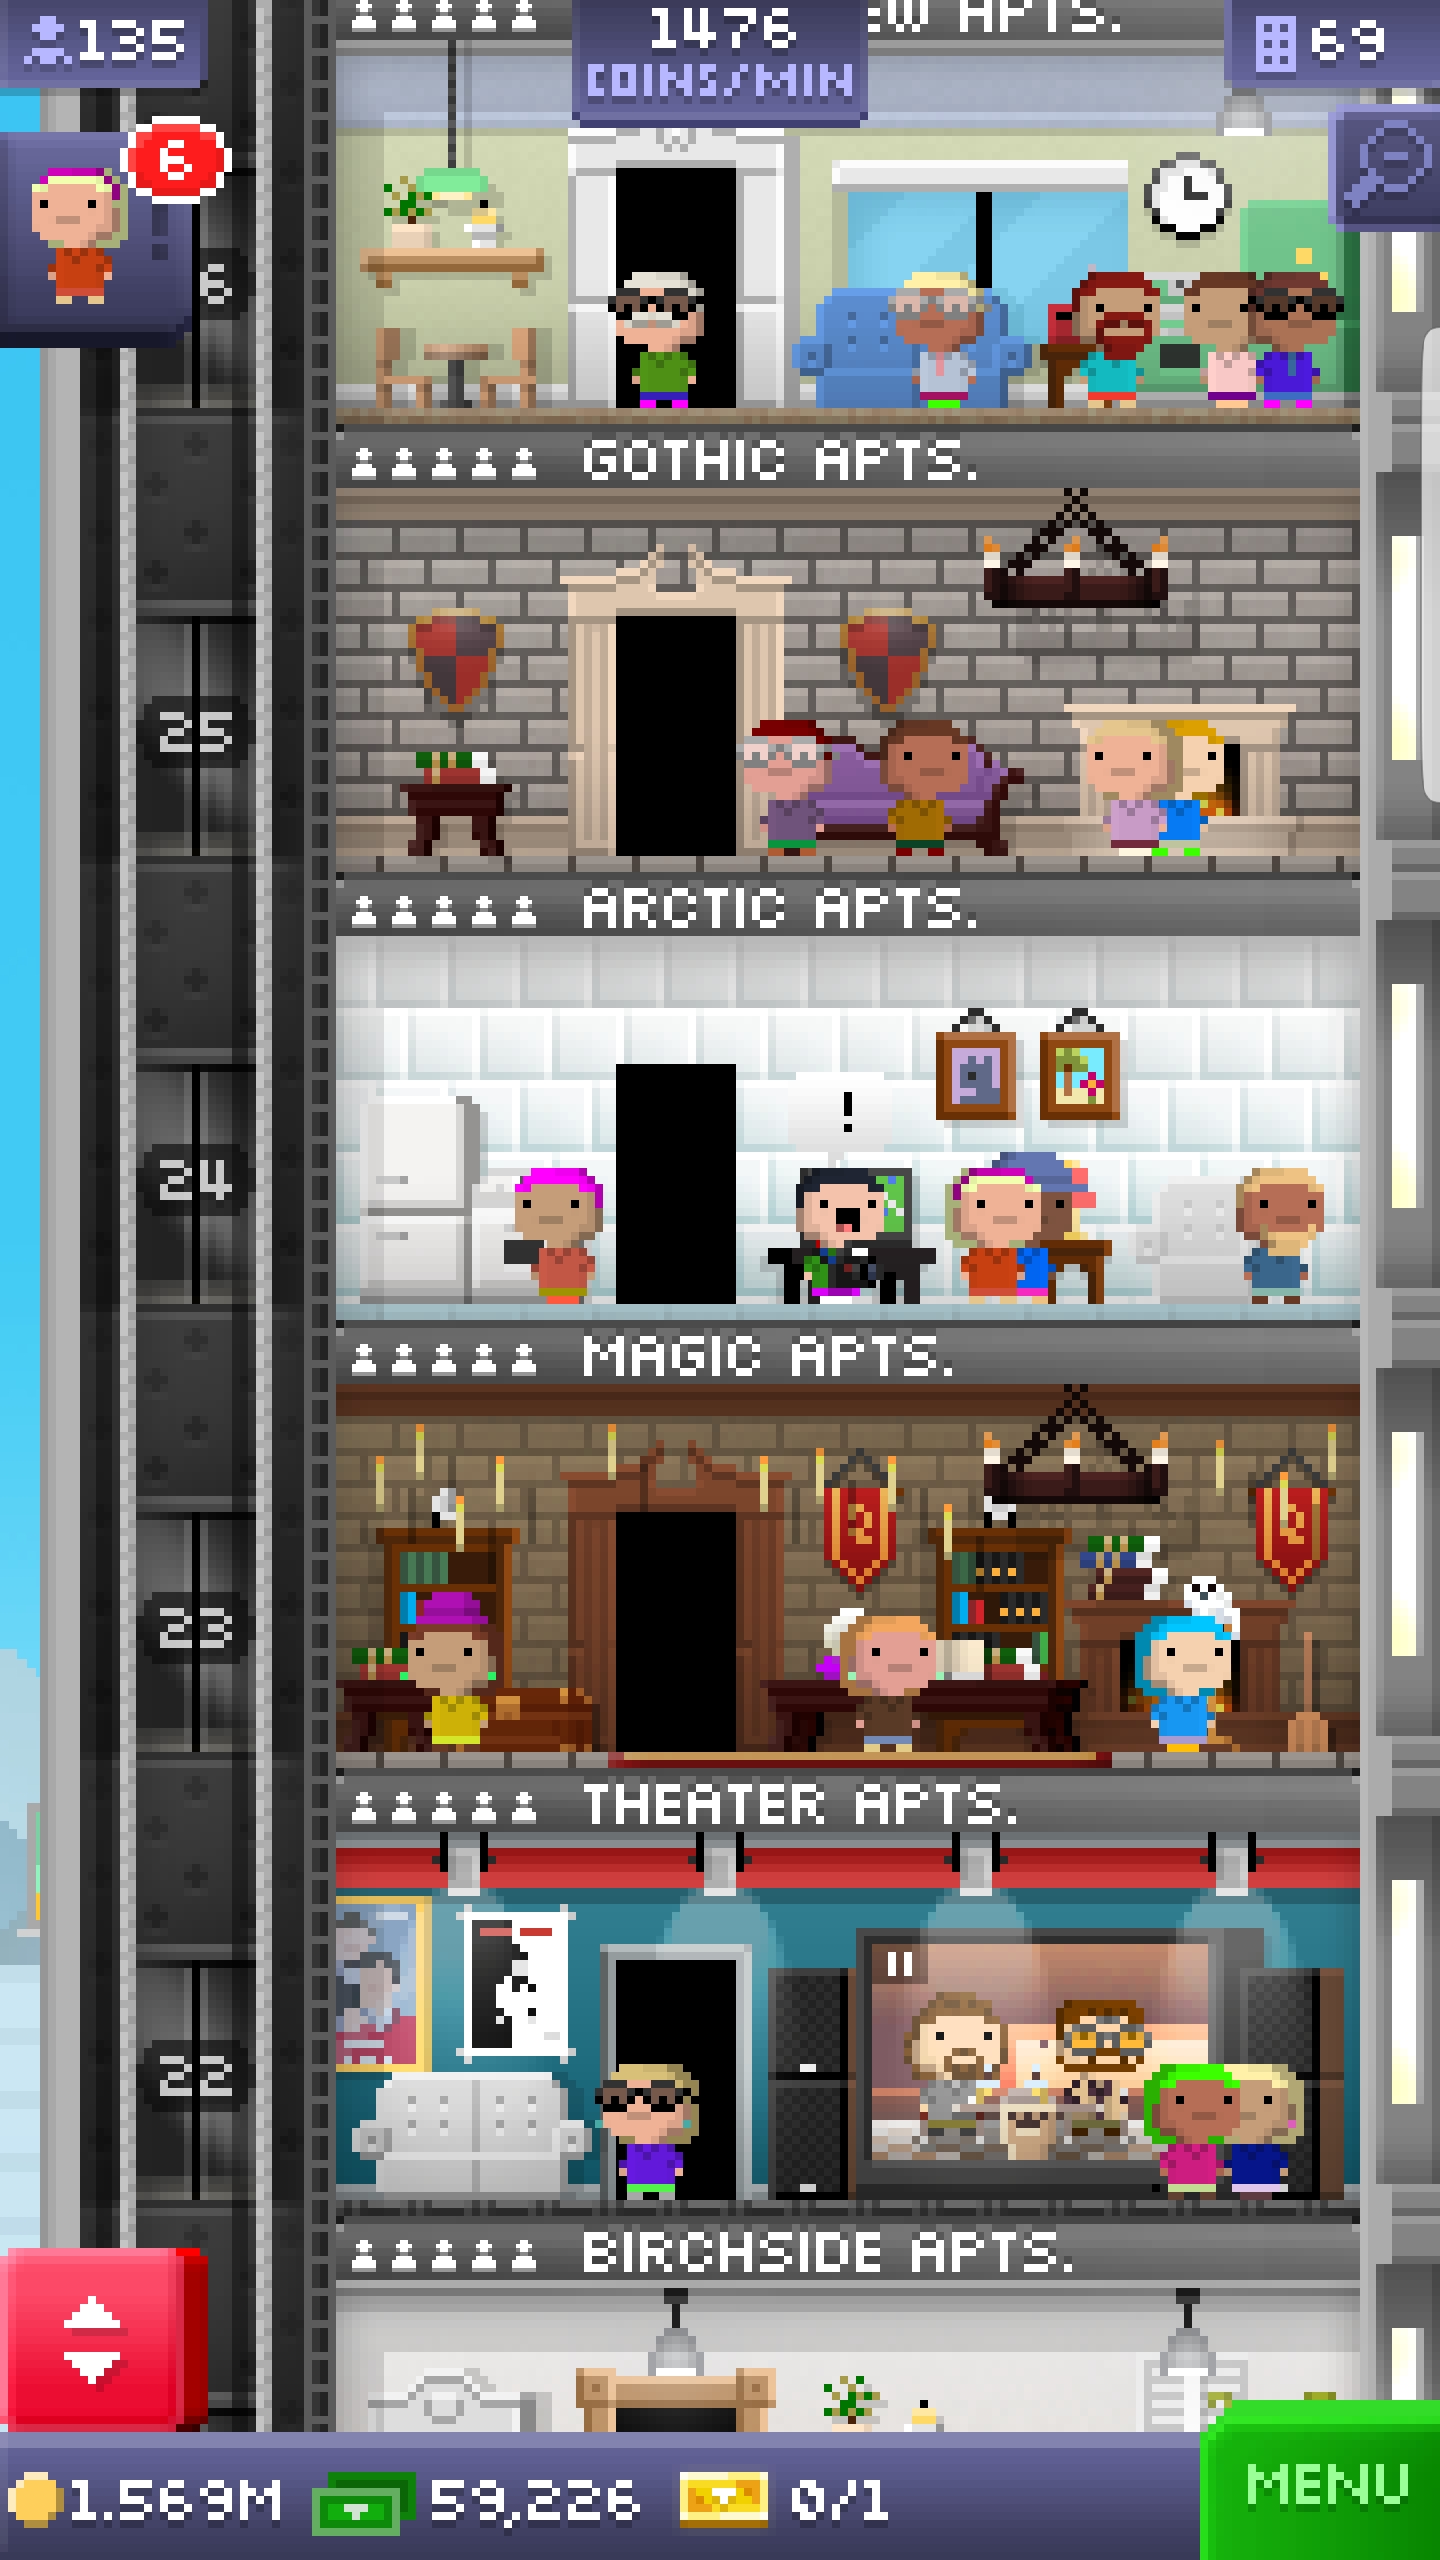 135
1476
COINS/MIN
EW APTS.
69
6
6
GOTHIC APTS.
25
ARCTIC APTS.
24
!
MAGIC APTS.
23
THEATER APTS.
22
BIRCHSIDE APTS.
1.569M
59,226
0/1
MENU